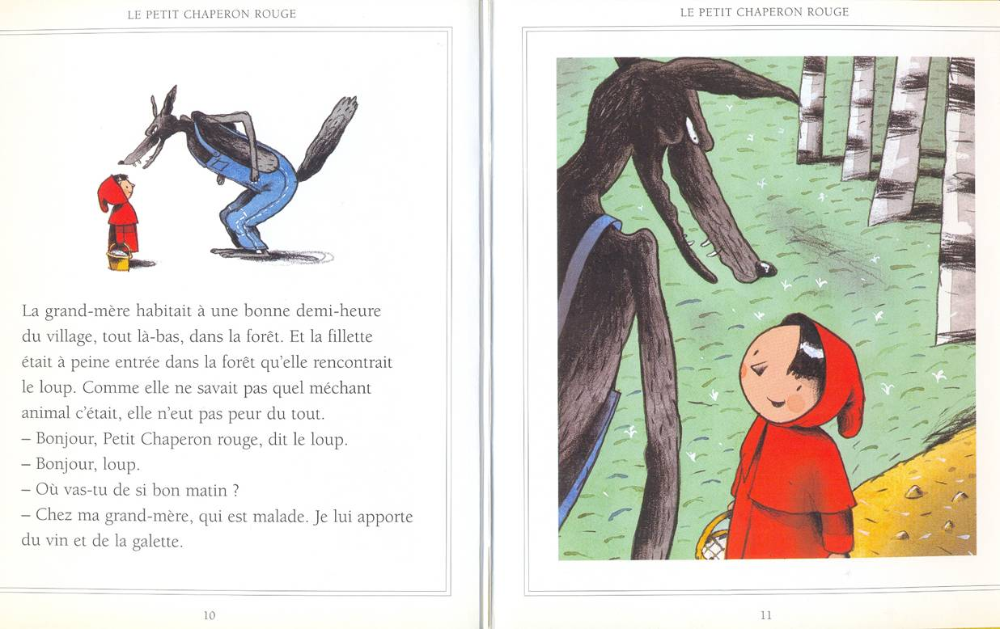 LE PETIT CHAPERON ROUGE
La grand-mère habitait à une bonne demi-heure
du village, tout là-bas, dans la forêt. Et la fillette
était à peine entrée dans la forêt qu'elle rencontrait
le loup. Comme elle ne savait pas quel méchant
animal c'était, elle n'eut pas peur du tout.
– Bonjour, Petit Chaperon rouge, dit le loup.
– Bonjour, loup.
– Où vas-tu de si bon matin ?
– Chez ma grand-mère, qui est malade. Je lui apporte
du vin et de la galette.
10
LE PETIT CHAPERON ROUGE
11